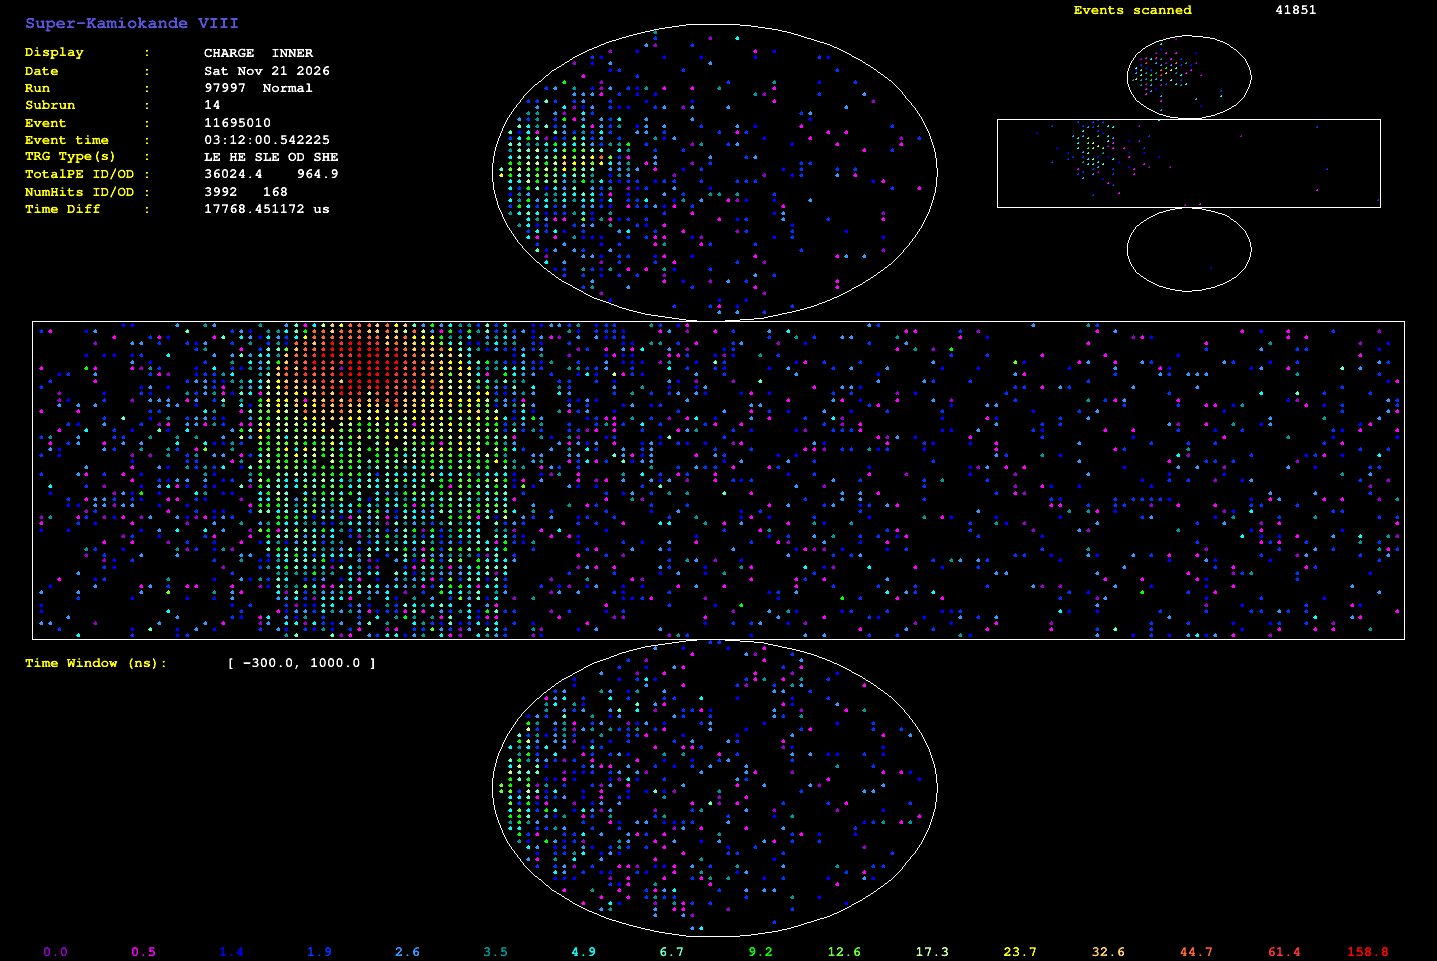 Super-Kamiokande VIII
Events scanned 41851
Display : CHARGE INNER
Date : Sat Nov 21 2026
Run : 97997 Normal
Subrun : 14
Event : 11695010
Event time : 03:12:00.542225
TRG Type(s) : LE HE SLE OD SHE
TotalPE ID/OD : 36024.4 964.9
NumHits ID/OD : 3992 168
Time Diff : 17768.451172 us
Time Window (ns): [ -300.0, 1000.0 ]
0.0 0.5 1.4 1.9 2.6 3.5 4.9 6.7 9.2 12.6 17.3 23.7 32.6 44.7 61.4 158.8